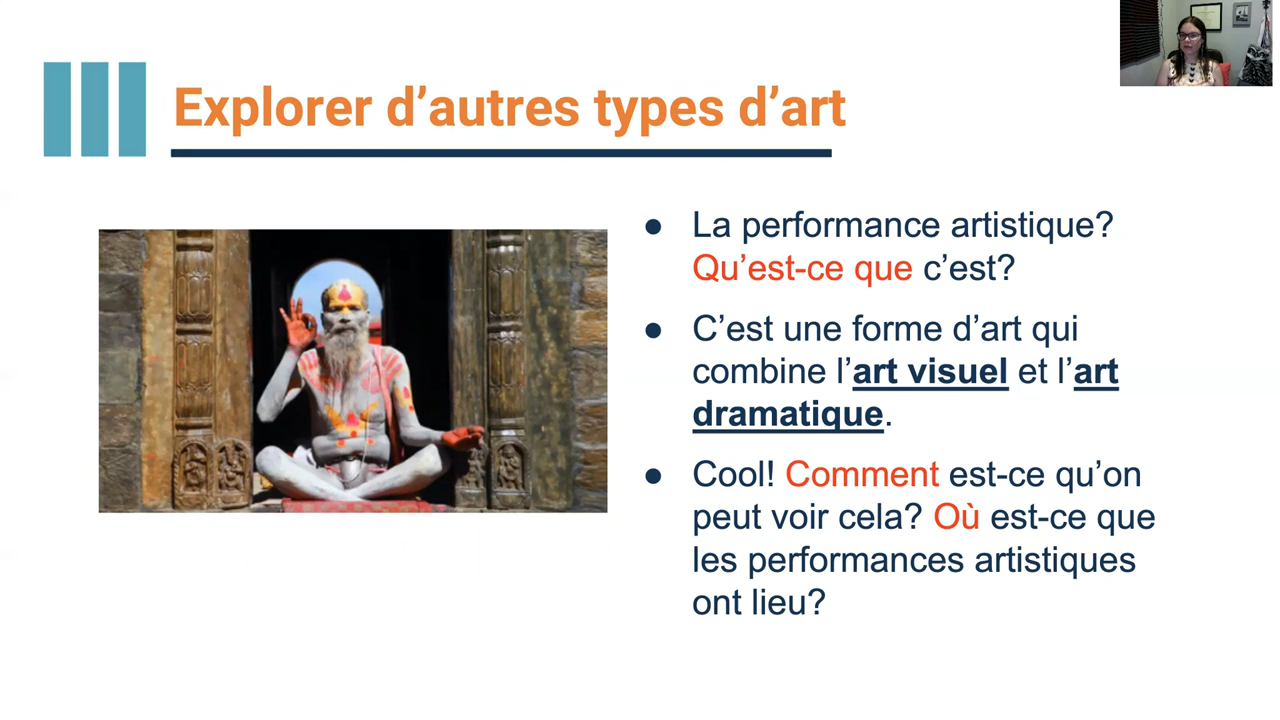 Explorer d’autres types d’art
● La performance artistique?
Qu’est-ce que c’est?
● C’est une forme d’art qui
combine l’art visuel et l’art
dramatique.
● Cool! Comment est-ce qu’on
peut voir cela? Où est-ce que
les performances artistiques
ont lieu?